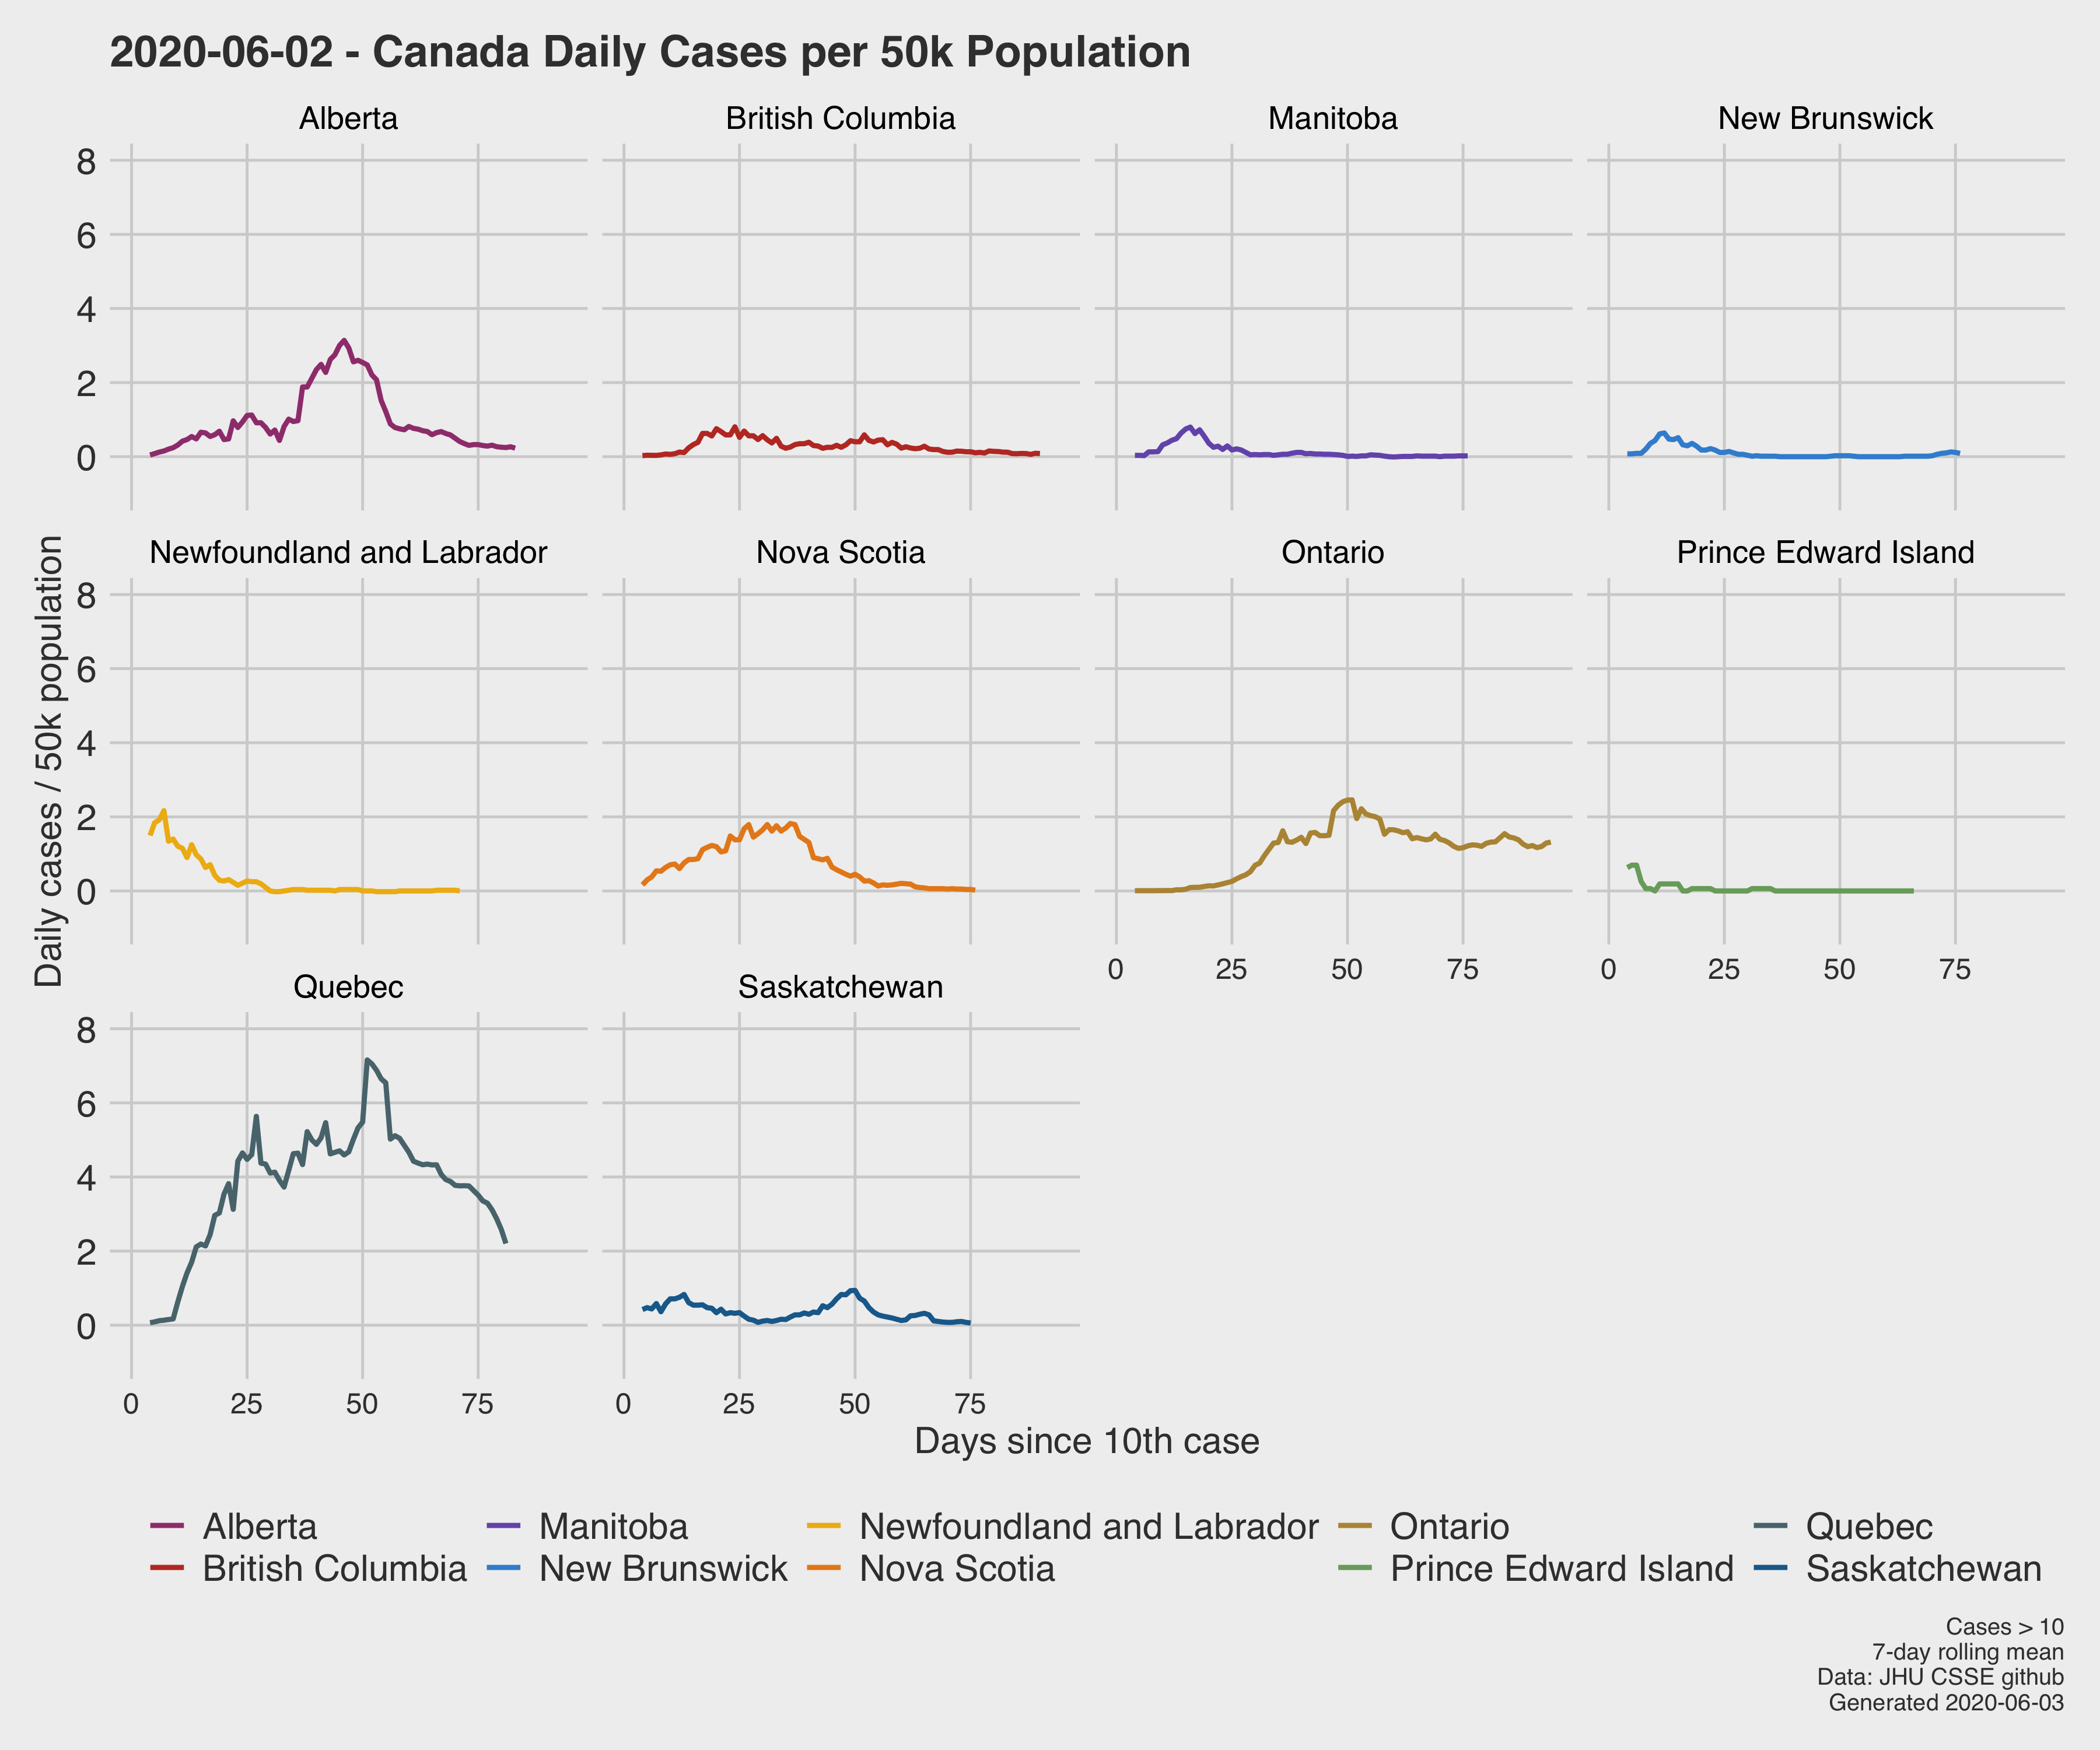 2020-06-02 - Canada Daily Cases per 50k Population
Alberta
British Columbia
Manitoba
New Brunswick
8
6
4
2
0
Newfoundland and Labrador
Nova Scotia
Ontario
Prince Edward Island
8
6
4
2
0
0 25 50 75
0 25 50 75
Daily cases / 50k population
Quebec
Saskatchewan
8
6
4
2
0
0 25 50 75
0 25 50 75
Days since 10th case
Alberta
Manitoba
Newfoundland and Labrador
Ontario
Quebec
British Columbia
New Brunswick
Nova Scotia
Prince Edward Island
Saskatchewan
Cases > 10
7-day rolling mean
Data: JHU CSSE github
Generated 2020-06-03